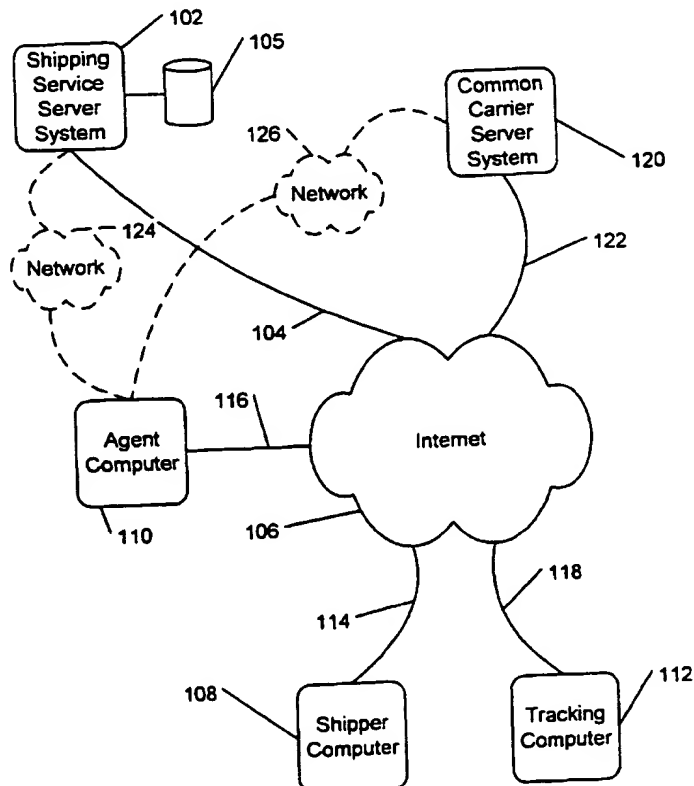 102
105
Shipping
Service
Server
System
126
Common
Carrier
Server
System
120
Network
124
Network
122
104
116
Agent
Computer
Internet
110
106
114
118
108
112
Shipper
Computer
Tracking
Computer